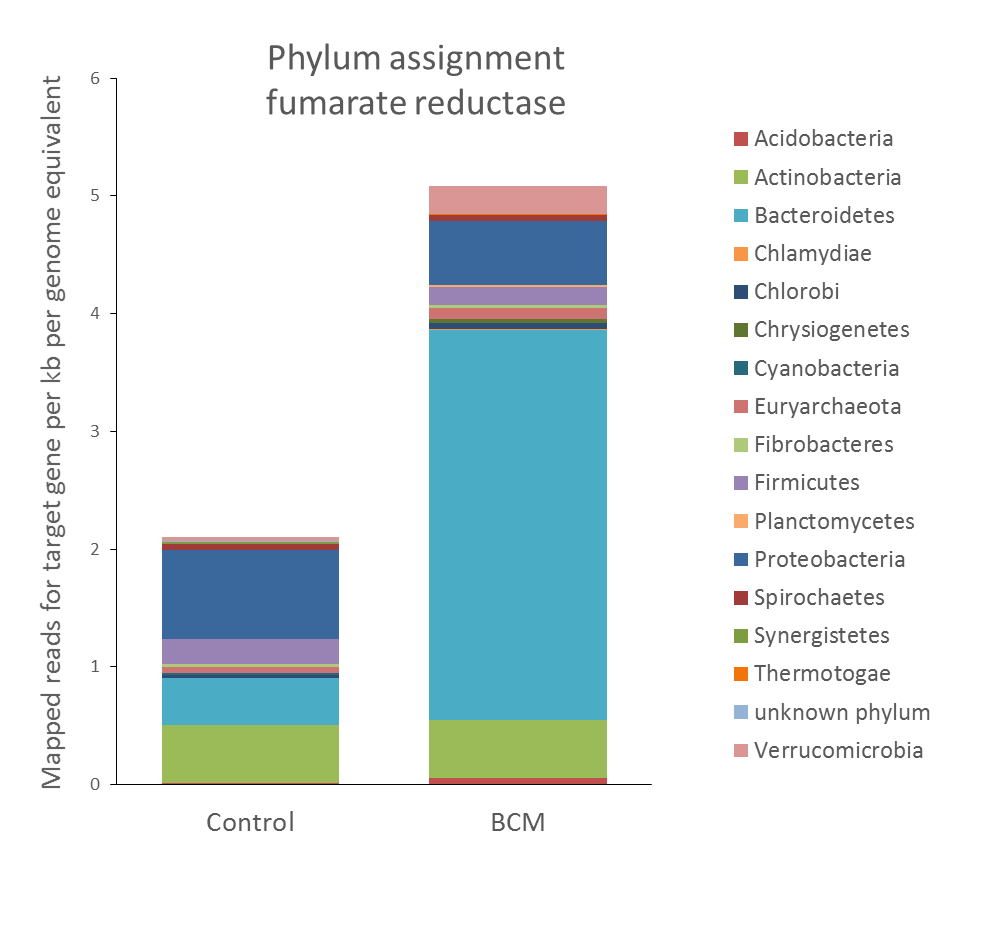 Phylum assignment
fumarate reductase
Mapped reads for target gene per kb per genome equivalent
6
5
4
3
2
1
0
Control
BCM
Acidobacteria
Actinobacteria
Bacteroidetes
Chlamydiae
Chlorobi
Chrysiogenetes
Cyanobacteria
Euryarchaeota
Fibrobacteres
Firmicutes
Planctomycetes
Proteobacteria
Spirochaetes
Synergistetes
Thermotogae
unknown phylum
Verrucomicrobia